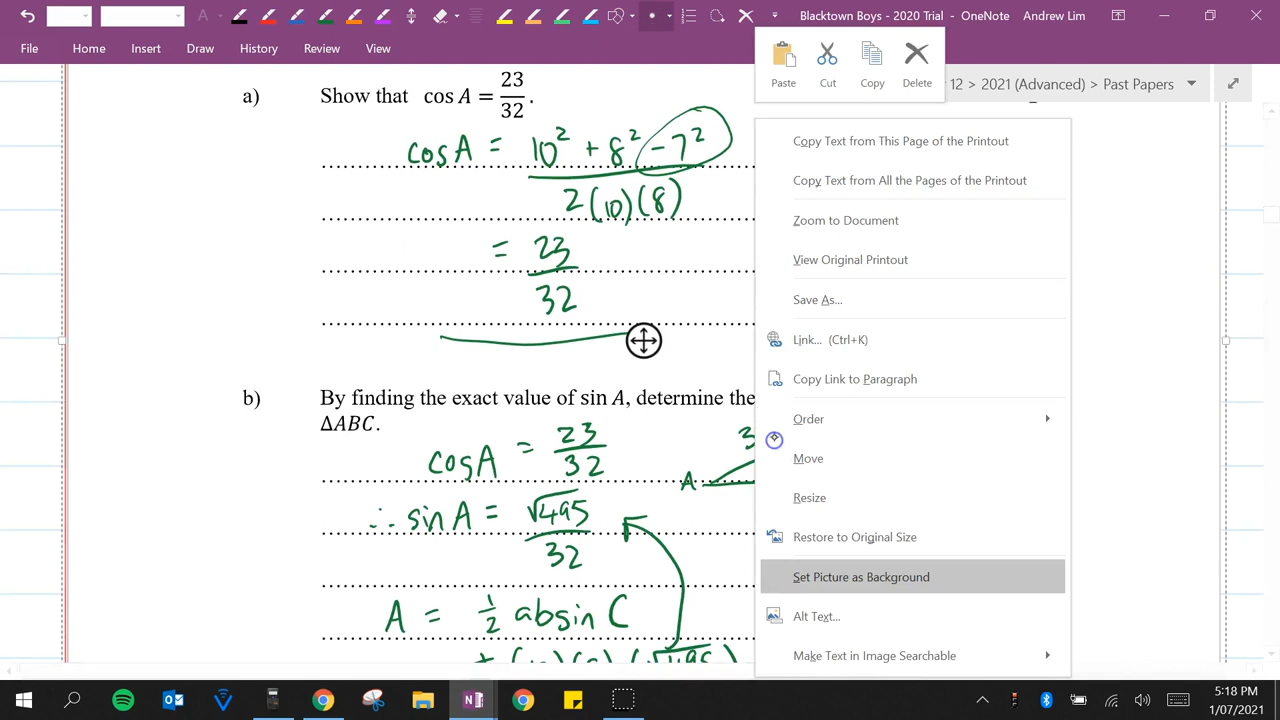 Blacktown Boys - 2020 Trial - OneNote Andrew Lim
File Home Insert Draw History Review View
Paste Cut Copy Delete
12 > 2021 (Advanced) > Past Papers
a) Show that cos A = 23/32.
cosA = 10² + 8² - 7²
2(10)(8)
= 23
32
b) By finding the exact value of sin A, determine the
ΔABC.
cosA = 23/32
A
∴ sinA = √495
32
A = ½ absin C
Copy Text from This Page of the Printout
Copy Text from All the Pages of the Printout
Zoom to Document
View Original Printout
Save As...
Link... (Ctrl+K)
Copy Link to Paragraph
Order
Move
Resize
Restore to Original Size
Set Picture as Background
Alt Text...
Make Text in Image Searchable
5:18 PM
1/07/2021